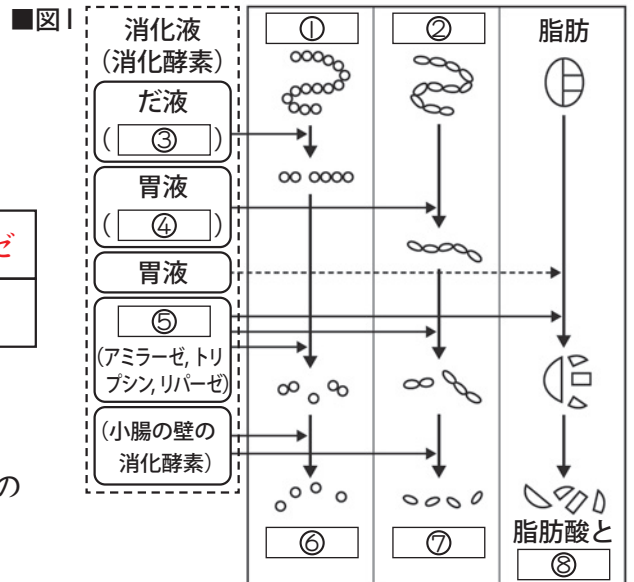 ■図1
消化液
(消化酵素)
だ液
( ③ )
胃液
( ④ )
胃液
⑤
(アミラーゼ,トリ
プシン,リパーゼ)
(小腸の壁の
消化酵素)
①
②
脂肪
⑥
⑦
脂肪酸と
⑧
ゼ
の